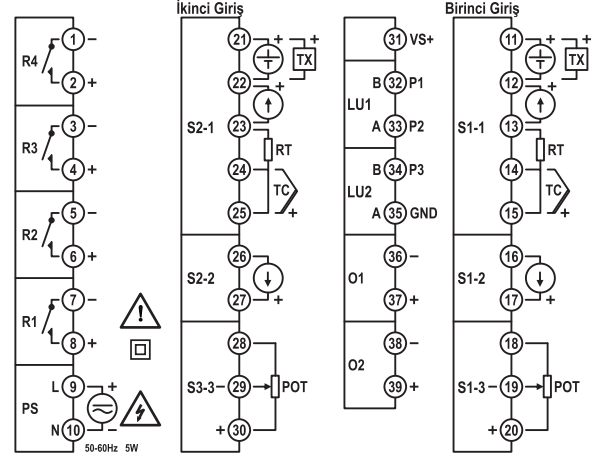 İkinci Giriş
Birinci Giriş
R4
1 −
2 +
R3
3 −
4 +
R2
5 −
6 +
R1
7 −
8 +
PS
L 9 +
N 10 −
50-60Hz 5W
!
S2-1
21
22
23
24
25
+ +
TX
+
RT
TC
+
S2-2
26
27 +
S3-3
28
− 29 POT
+ 30
31 VS+
LU1
B 32 P1
A 33 P2
LU2
B 34 P3
A 35 GND
O1
36 −
37 +
O2
38 −
39 +
S1-1
11
12
13
14
15
+ +
TX
+
RT
TC
+
S1-2
16
17 +
S1-3
18
− 19 POT
+ 20